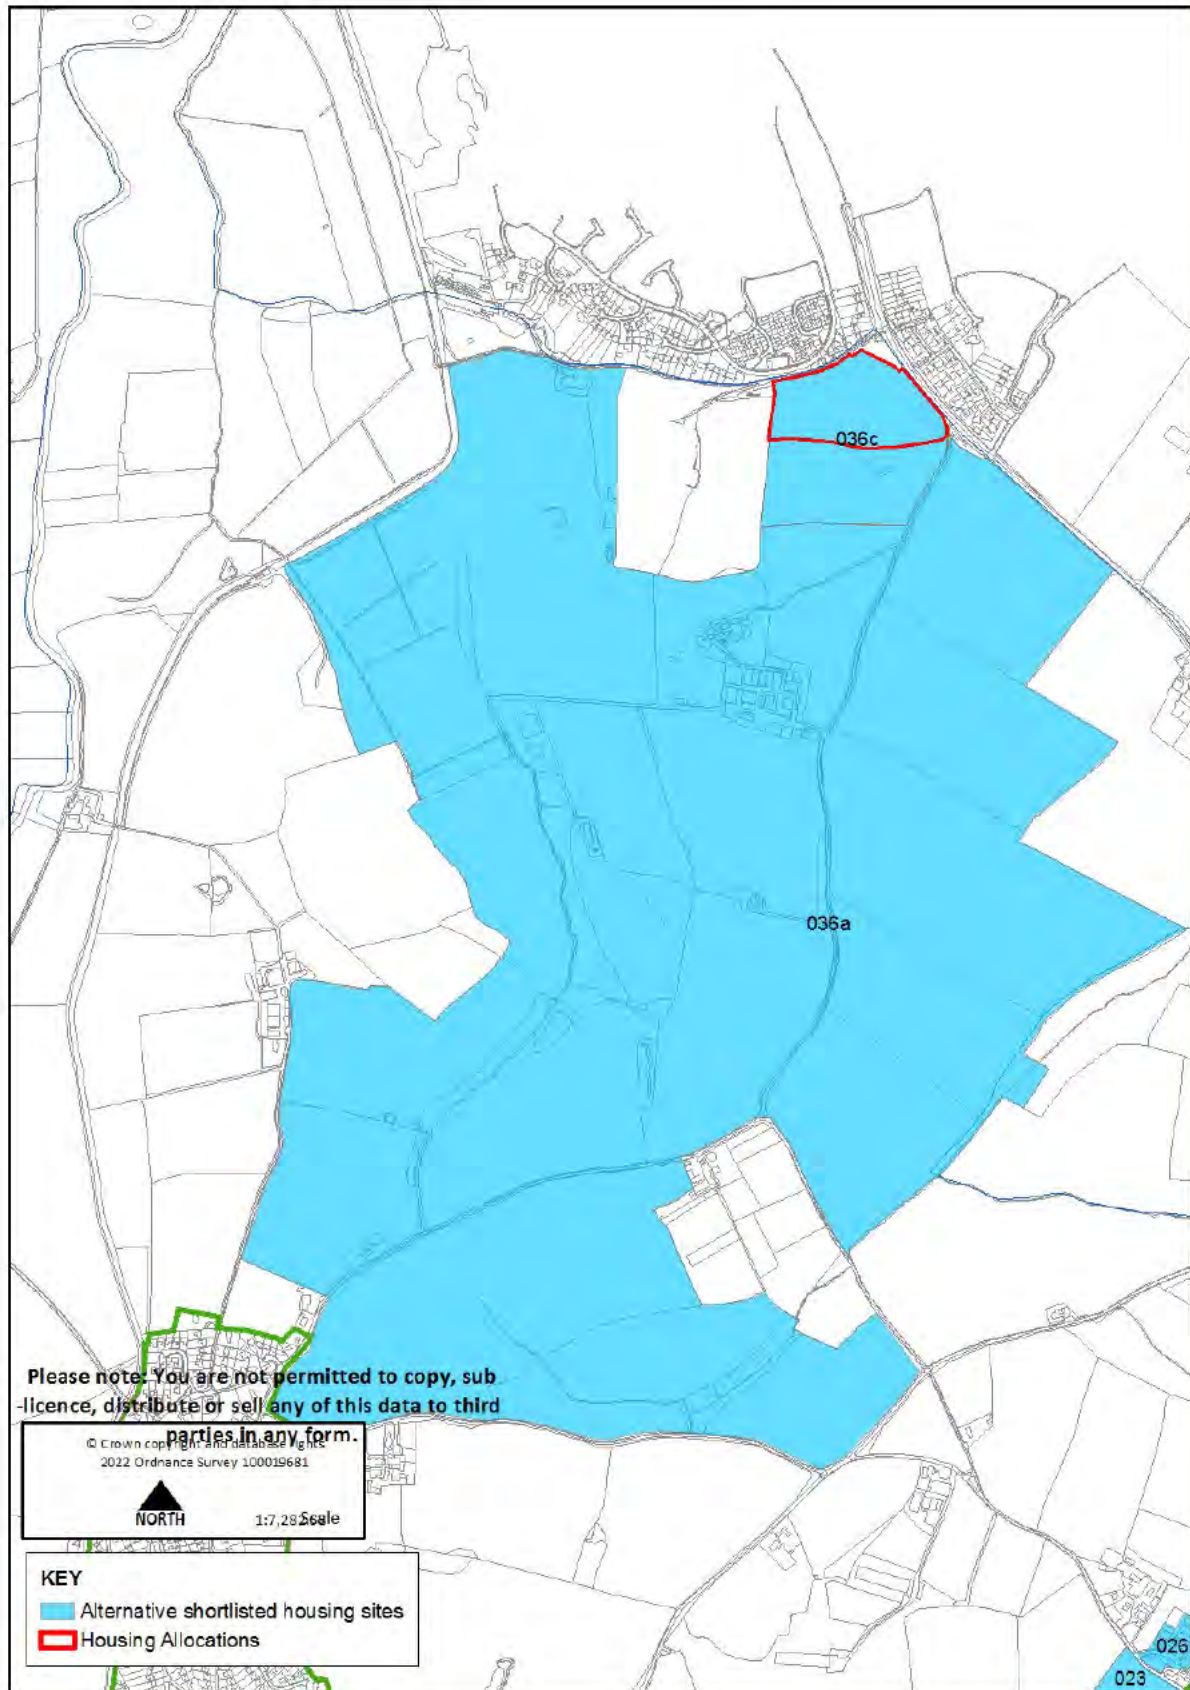 036c
036a
Please note: You are not permitted to copy, sub
-licence, distribute or sell any of this data to third
parties in any form.
© Crown copyright and database rights
2022 Ordnance Survey 100019681
NORTH
Scale
KEY
Alternative shortlisted housing sites
Housing Allocations
026
023